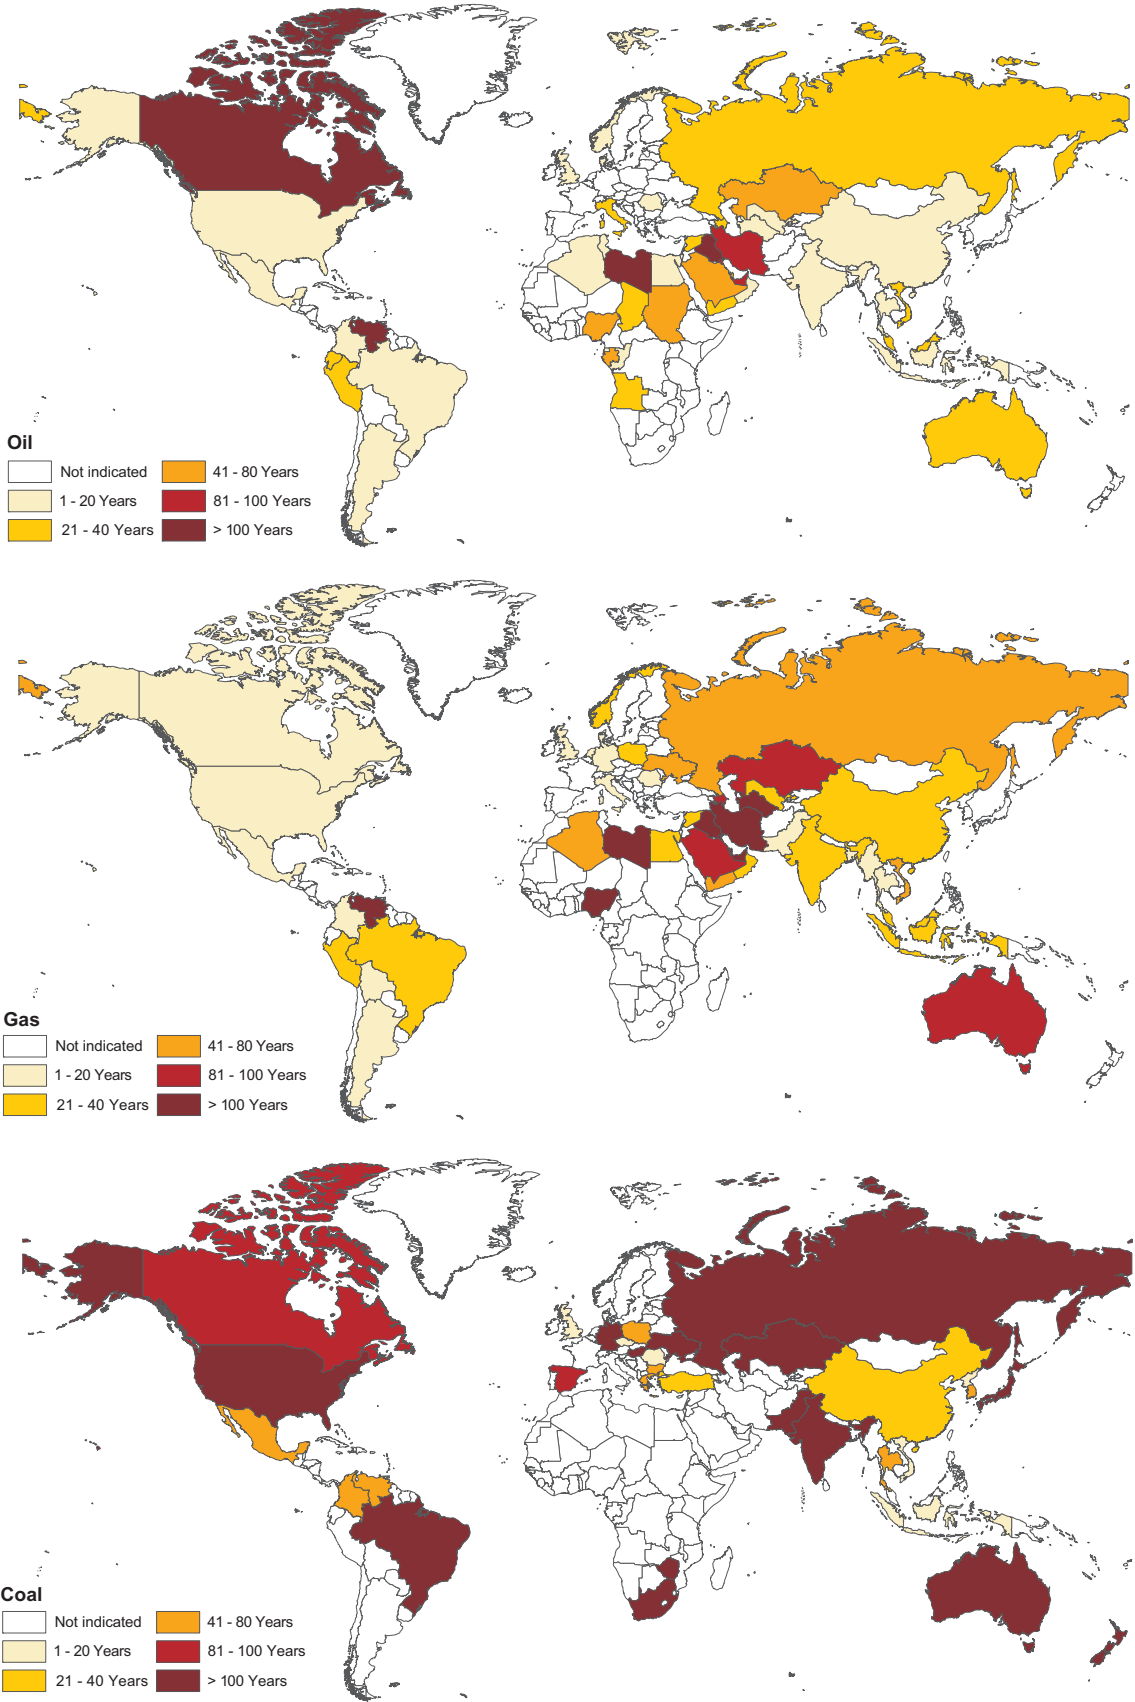 Oil
Not indicated
41 - 80 Years
1 - 20 Years
81 - 100 Years
21 - 40 Years
> 100 Years
Gas
Not indicated
41 - 80 Years
1 - 20 Years
81 - 100 Years
21 - 40 Years
> 100 Years
Coal
Not indicated
41 - 80 Years
1 - 20 Years
81 - 100 Years
21 - 40 Years
> 100 Years